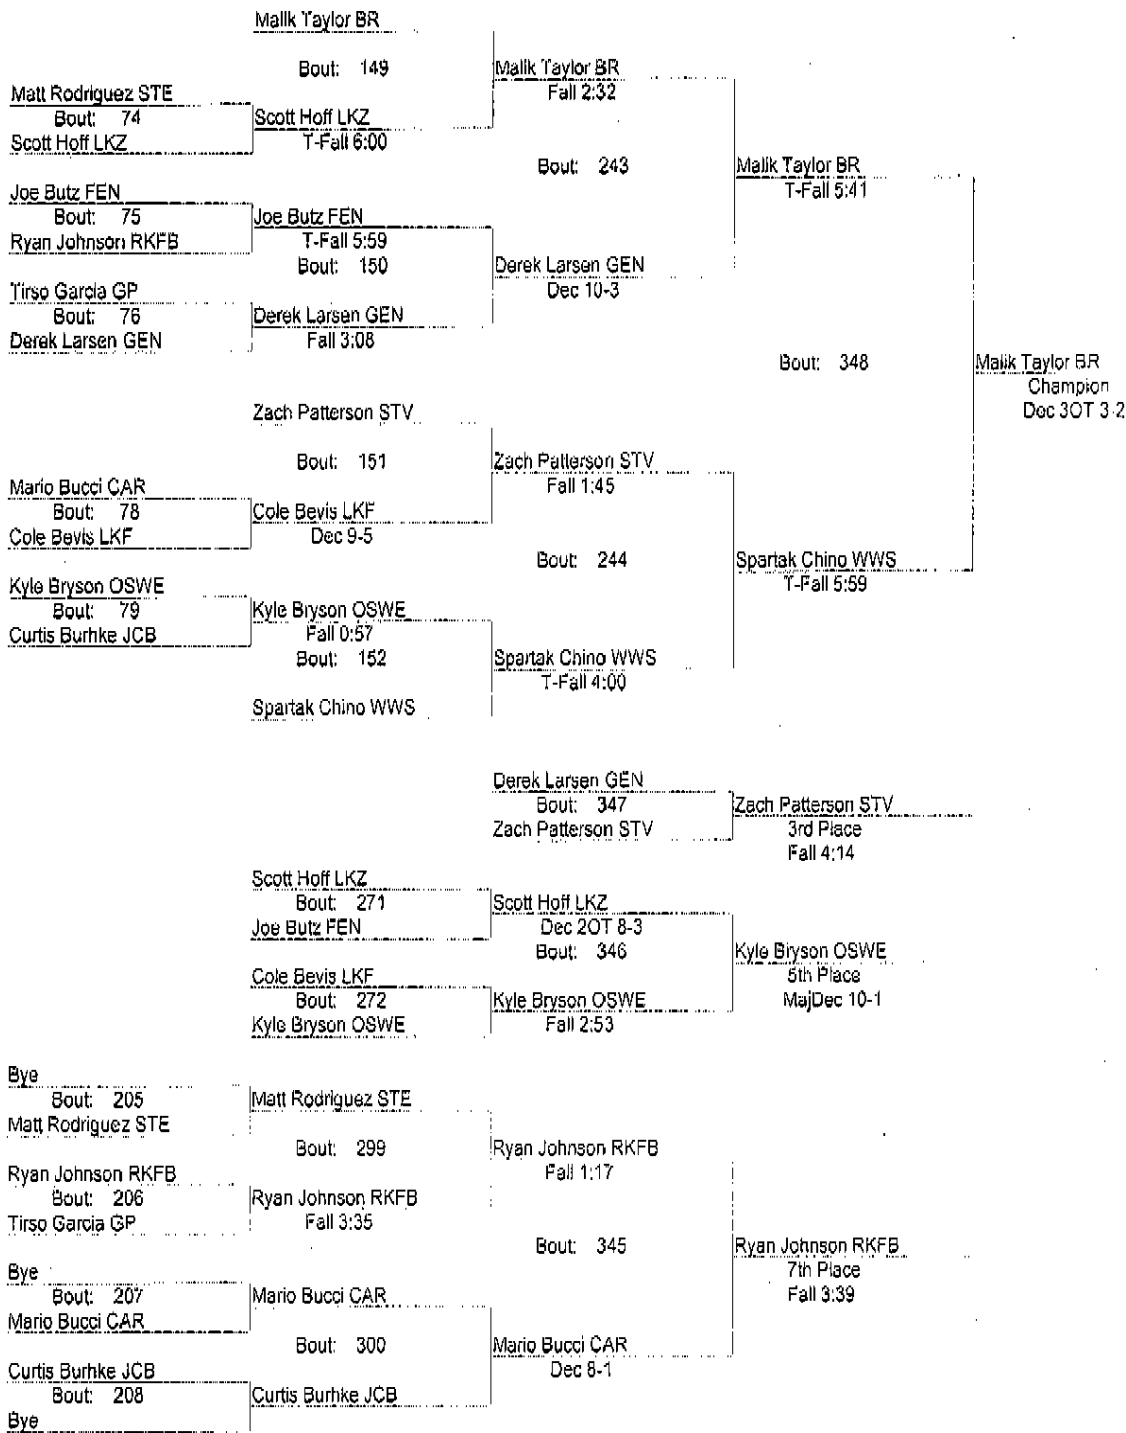 Malik Taylor BR
Bout: 149
Malik Taylor BR
Fall 2:32
Matt Rodriguez STE
Bout: 74
Scott Hoff LKZ
Scott Hoff LKZ
T-Fall 6:00
Bout: 243
Malik Taylor BR
T-Fall 5:41
Joe Butz FEN
Bout: 75
Ryan Johnson RKFB
Joe Butz FEN
T-Fall 5:59
Bout: 150
Derek Larsen GEN
Dec 10-3
Tirso Garcia GP
Bout: 76
Derek Larsen GEN
Derek Larsen GEN
Fall 3:08
Bout: 348
Malik Taylor BR
Champion
Dec 3OT 3-2
Zach Patterson STV
Bout: 151
Zach Patterson STV
Fall 1:45
Mario Bucci CAR
Bout: 78
Cole Bevis LKF
Cole Bevis LKF
Dec 9-5
Bout: 244
Spartak Chino WWS
T-Fall 5:59
Kyle Bryson OSWE
Bout: 79
Curtis Burhke JCB
Kyle Bryson OSWE
Fall 0:57
Bout: 152
Spartak Chino WWS
T-Fall 4:00
Spartak Chino WWS
Derek Larsen GEN
Bout: 347
Zach Patterson STV
Zach Patterson STV
3rd Place
Fall 4:14
Scott Hoff LKZ
Bout: 271
Joe Butz FEN
Scott Hoff LKZ
Dec 2OT 8-3
Bout: 346
Kyle Bryson OSWE
5th Place
MajDec 10-1
Cole Bevis LKF
Bout: 272
Kyle Bryson OSWE
Kyle Bryson OSWE
Fall 2:53
Bye
Bout: 205
Matt Rodriguez STE
Matt Rodriguez STE
Bout: 299
Ryan Johnson RKFB
Fall 1:17
Ryan Johnson RKFB
Bout: 206
Tirso Garcia GP
Ryan Johnson RKFB
Fall 3:35
Bout: 345
Ryan Johnson RKFB
7th Place
Fall 3:39
Bye
Bout: 207
Mario Bucci CAR
Mario Bucci CAR
Bout: 300
Mario Bucci CAR
Dec 8-1
Curtis Burhke JCB
Bout: 208
Bye
Curtis Burhke JCB